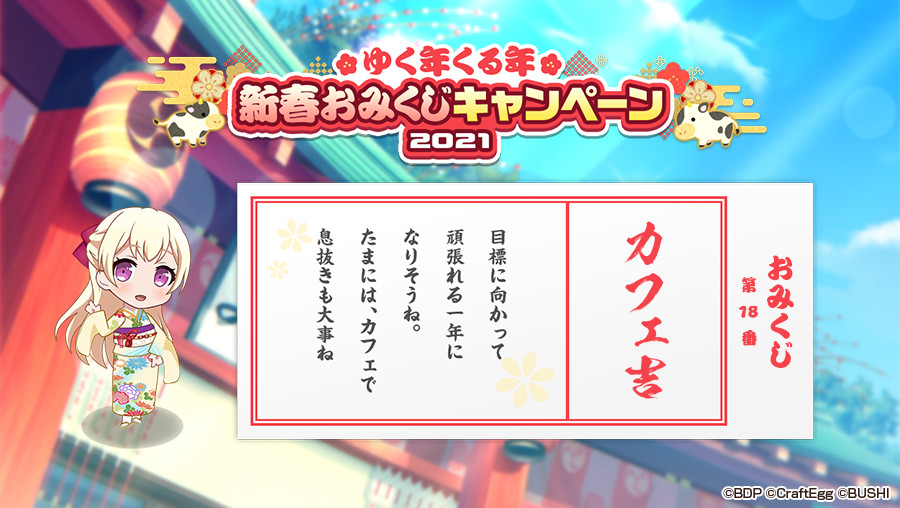 ゆく年くる年
新春おみくじキャンペーン
2021
おみくじ
第18番
カフェ吉
目標に向かって
頑張れる一年に
なりそうね。
たまには、カフェで
息抜きも大事ね
©BDP ©CraftEgg ©BUSHI